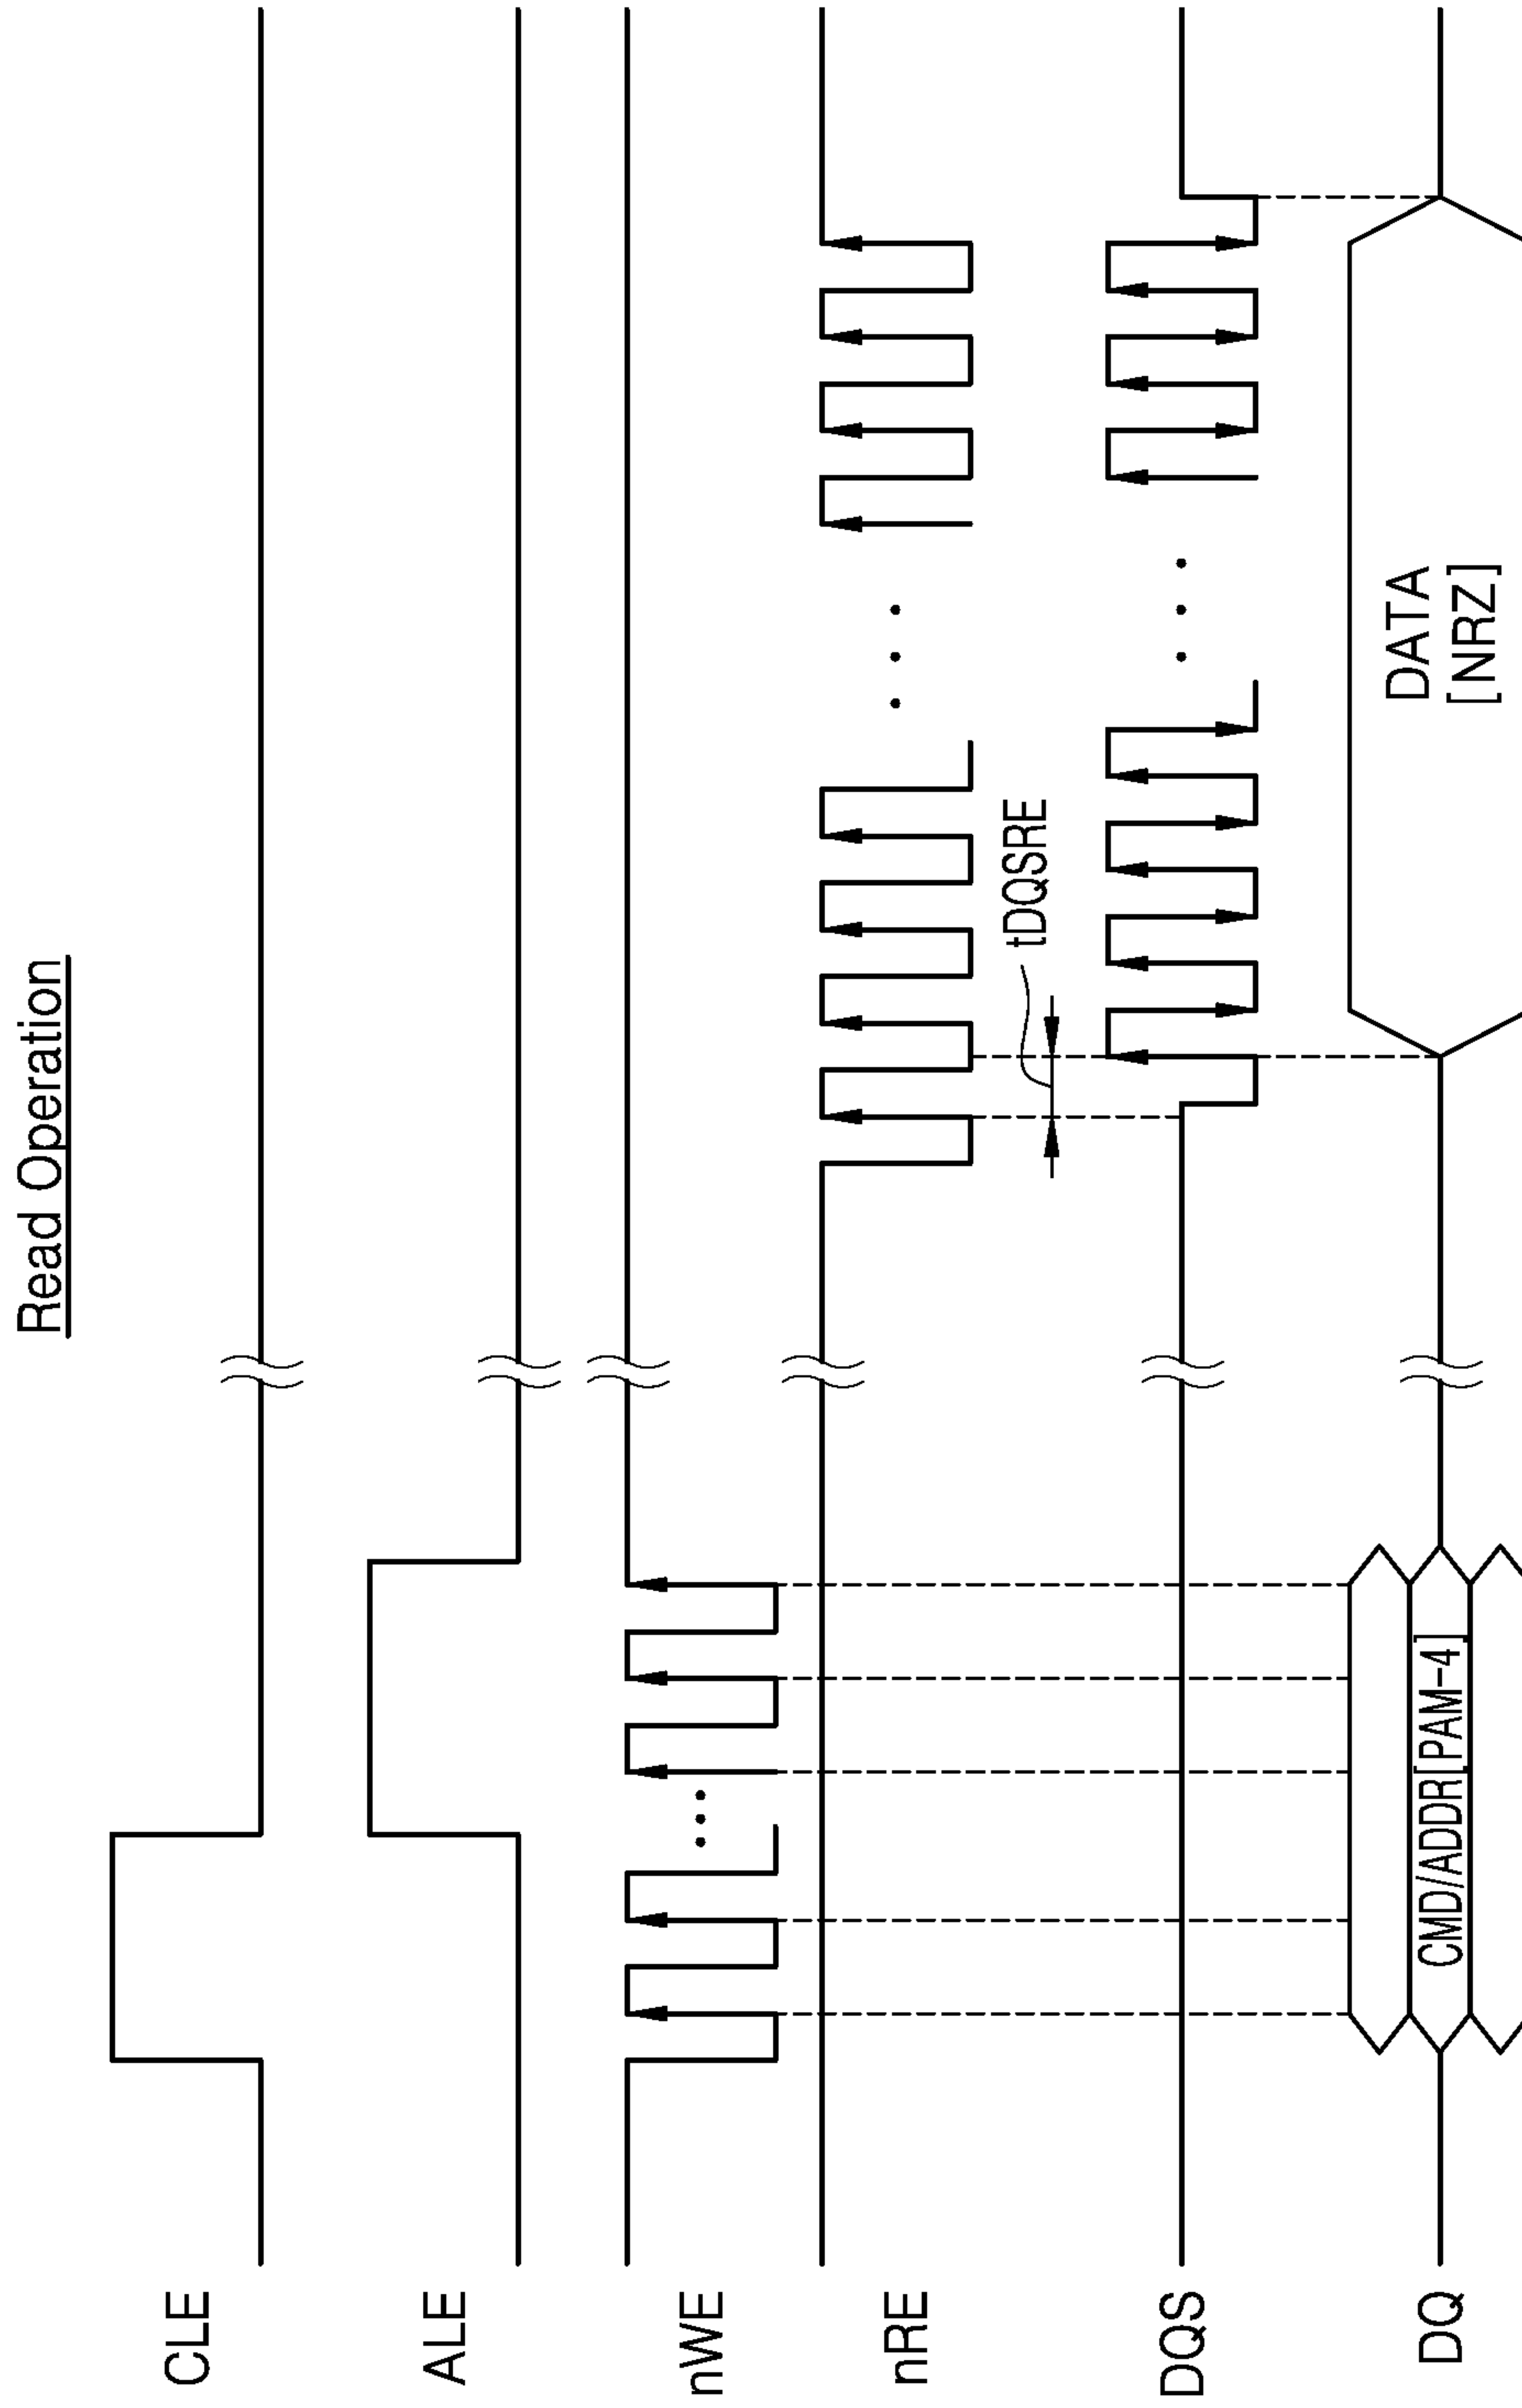 Read Operation
CLE
ALE
nWE
nRE
tDQSRE
DQS
DQ
CMD/ADDR[PAM-4]
DATA
[NRZ]